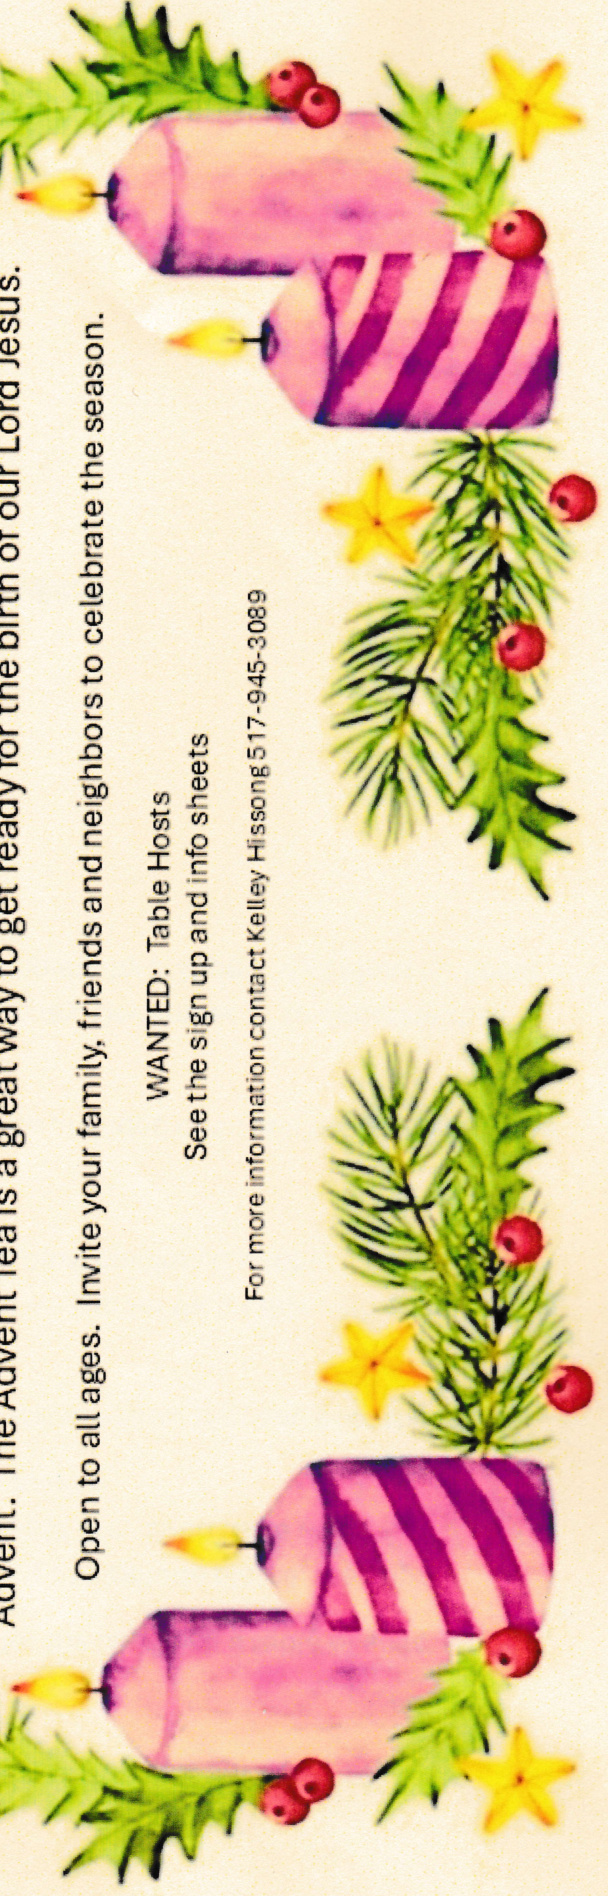 Advent.  The Advent Tea is a great way to get ready for the birth of our Lord Jesus.
Open to all ages.  Invite your family, friends and neighbors to celebrate the season.
WANTED:  Table Hosts
See the sign up and info sheets
For more information contact Kelley Hissong 517-945-3089